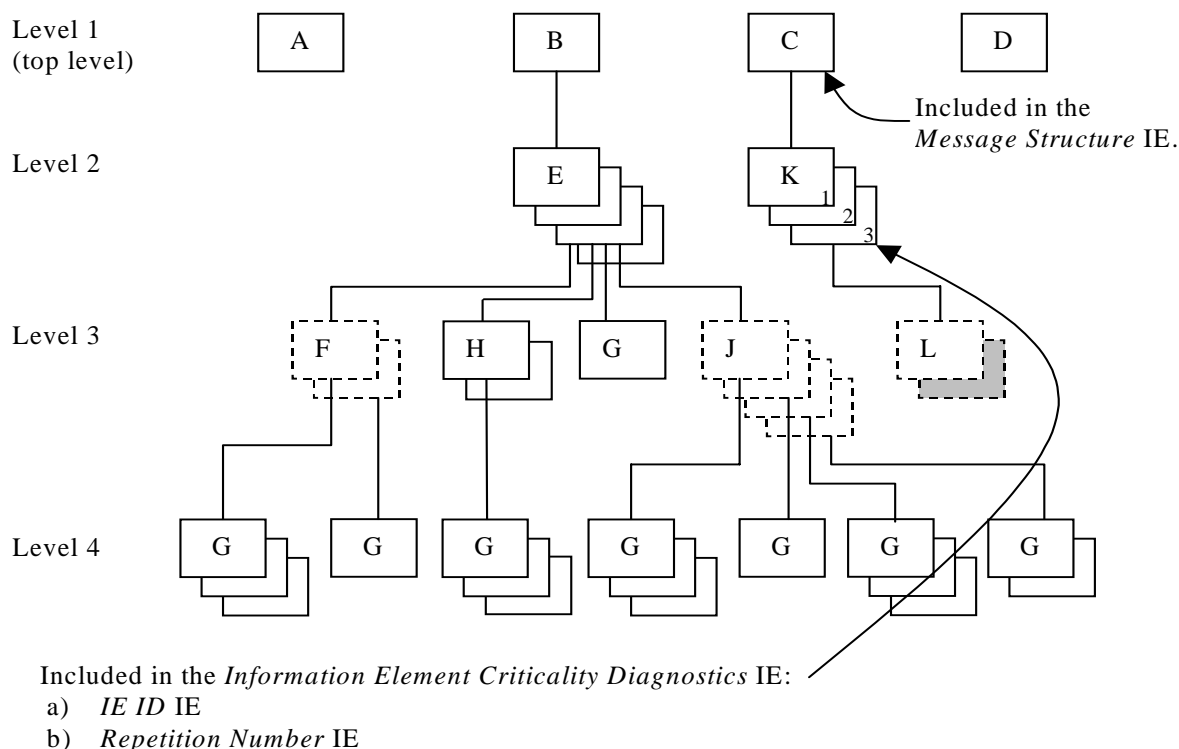 Level 1
(top level)
A
B
C
D
Included in the
Message Structure IE.
Level 2
E
K
1
2
3
Level 3
F
H
G
J
L
Level 4
G
G
G
G
G
G
G
Included in the Information Element Criticality Diagnostics IE:
a) IE ID IE
b) Repetition Number IE